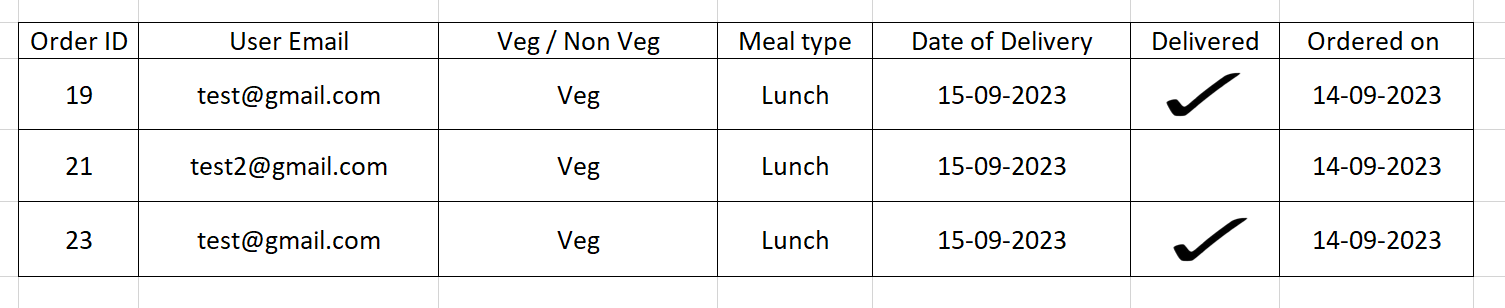 Order ID User Email Veg / Non Veg Meal type Date of Delivery Delivered Ordered on
19 test@gmail.com Veg Lunch 15-09-2023 14-09-2023
21 test2@gmail.com Veg Lunch 15-09-2023 14-09-2023
23 test@gmail.com Veg Lunch 15-09-2023 14-09-2023